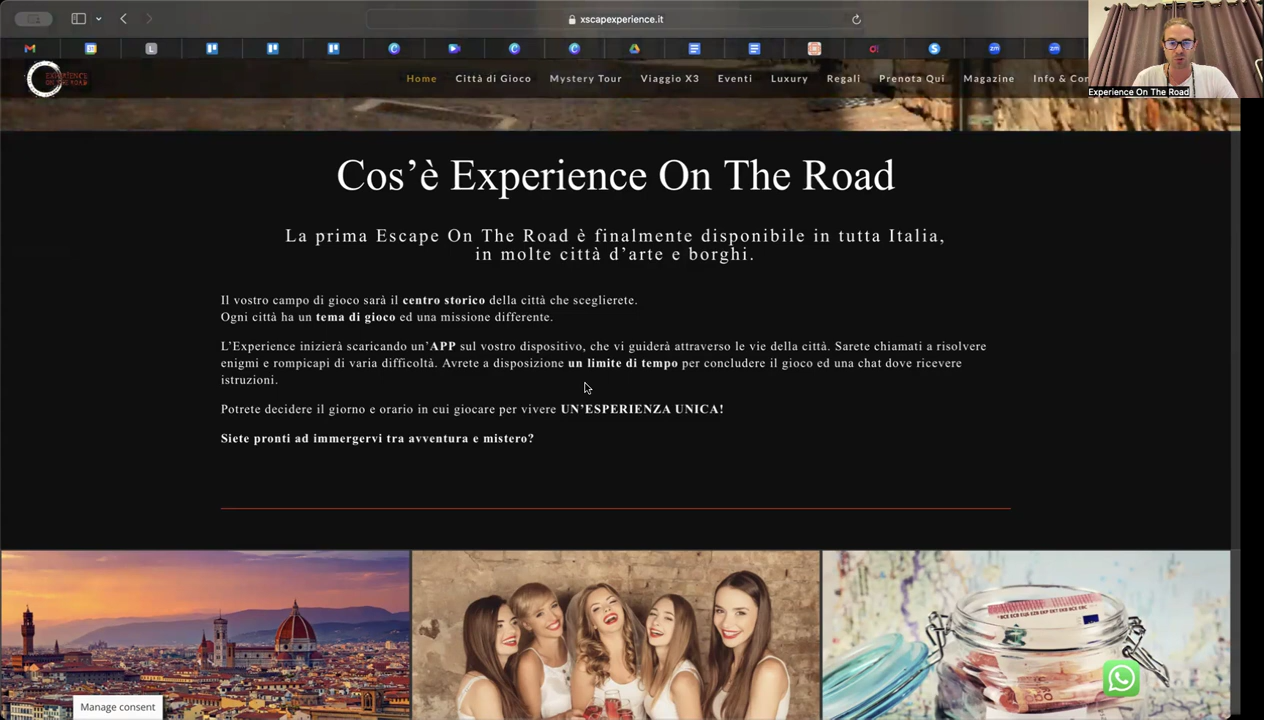 xscapexperience.it
EXPERIENCE
ON THE ROAD
Home Città di Gioco Mystery Tour Viaggio X3 Eventi Luxury Regali Prenota Qui Magazine Info & Con
Experience On The Road
Cos’è Experience On The Road
La prima Escape On The Road è finalmente disponibile in tutta Italia,
in molte città d’arte e borghi.
Il vostro campo di gioco sarà il centro storico della città che sceglierete.
Ogni città ha un tema di gioco ed una missione differente.
L’Experience inizierà scaricando un’APP sul vostro dispositivo, che vi guiderà attraverso le vie della città. Sarete chiamati a risolvere
enigmi e rompicapi di varia difficoltà. Avrete a disposizione un limite di tempo per concludere il gioco ed una chat dove ricevere
istruzioni.
Potrete decidere il giorno e orario in cui giocare per vivere UN’ESPERIENZA UNICA!
Siete pronti ad immergervi tra avventura e mistero?
Manage consent